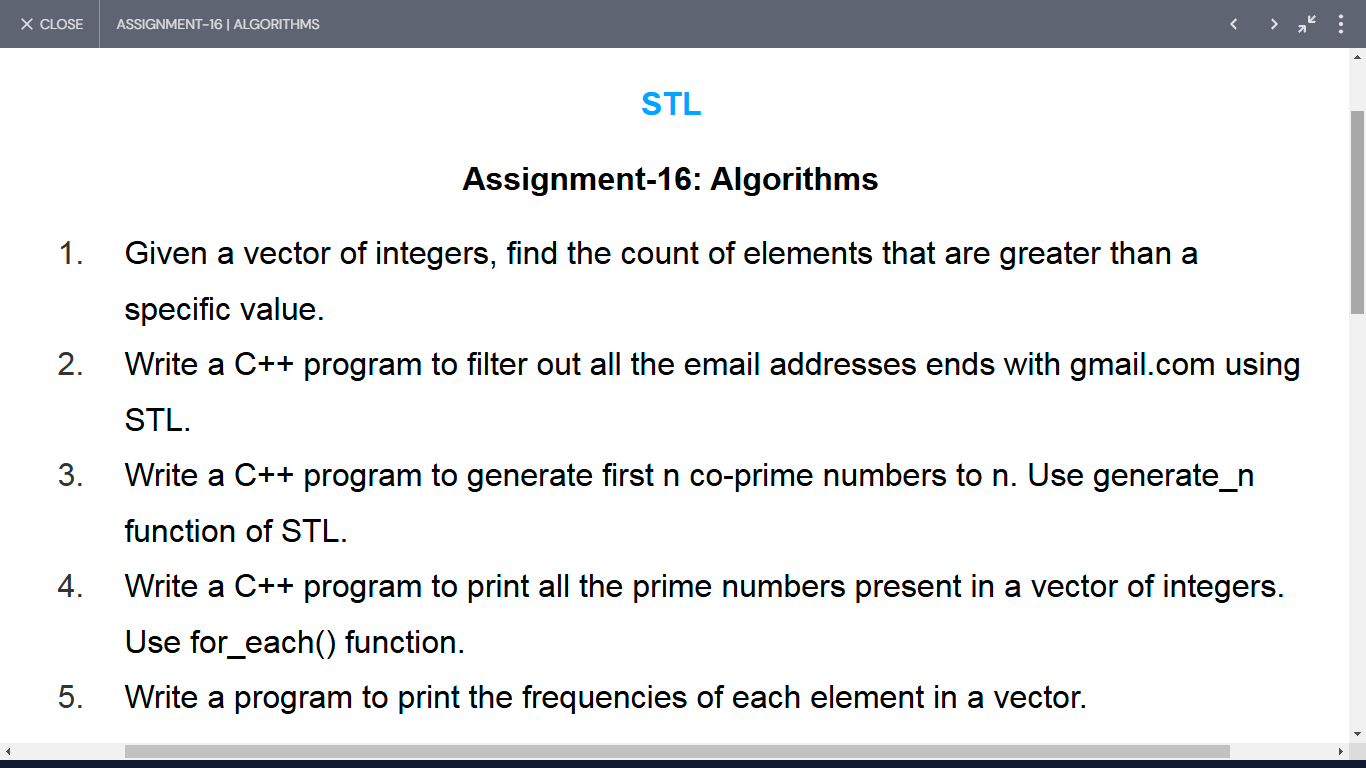 CLOSE
ASSIGNMENT-16 | ALGORITHMS
STL
Assignment-16: Algorithms
1. Given a vector of integers, find the count of elements that are greater than a
specific value.
2. Write a C++ program to filter out all the email addresses ends with gmail.com using
STL.
3. Write a C++ program to generate first n co-prime numbers to n. Use generate_n
function of STL.
4. Write a C++ program to print all the prime numbers present in a vector of integers.
Use for_each() function.
5. Write a program to print the frequencies of each element in a vector.